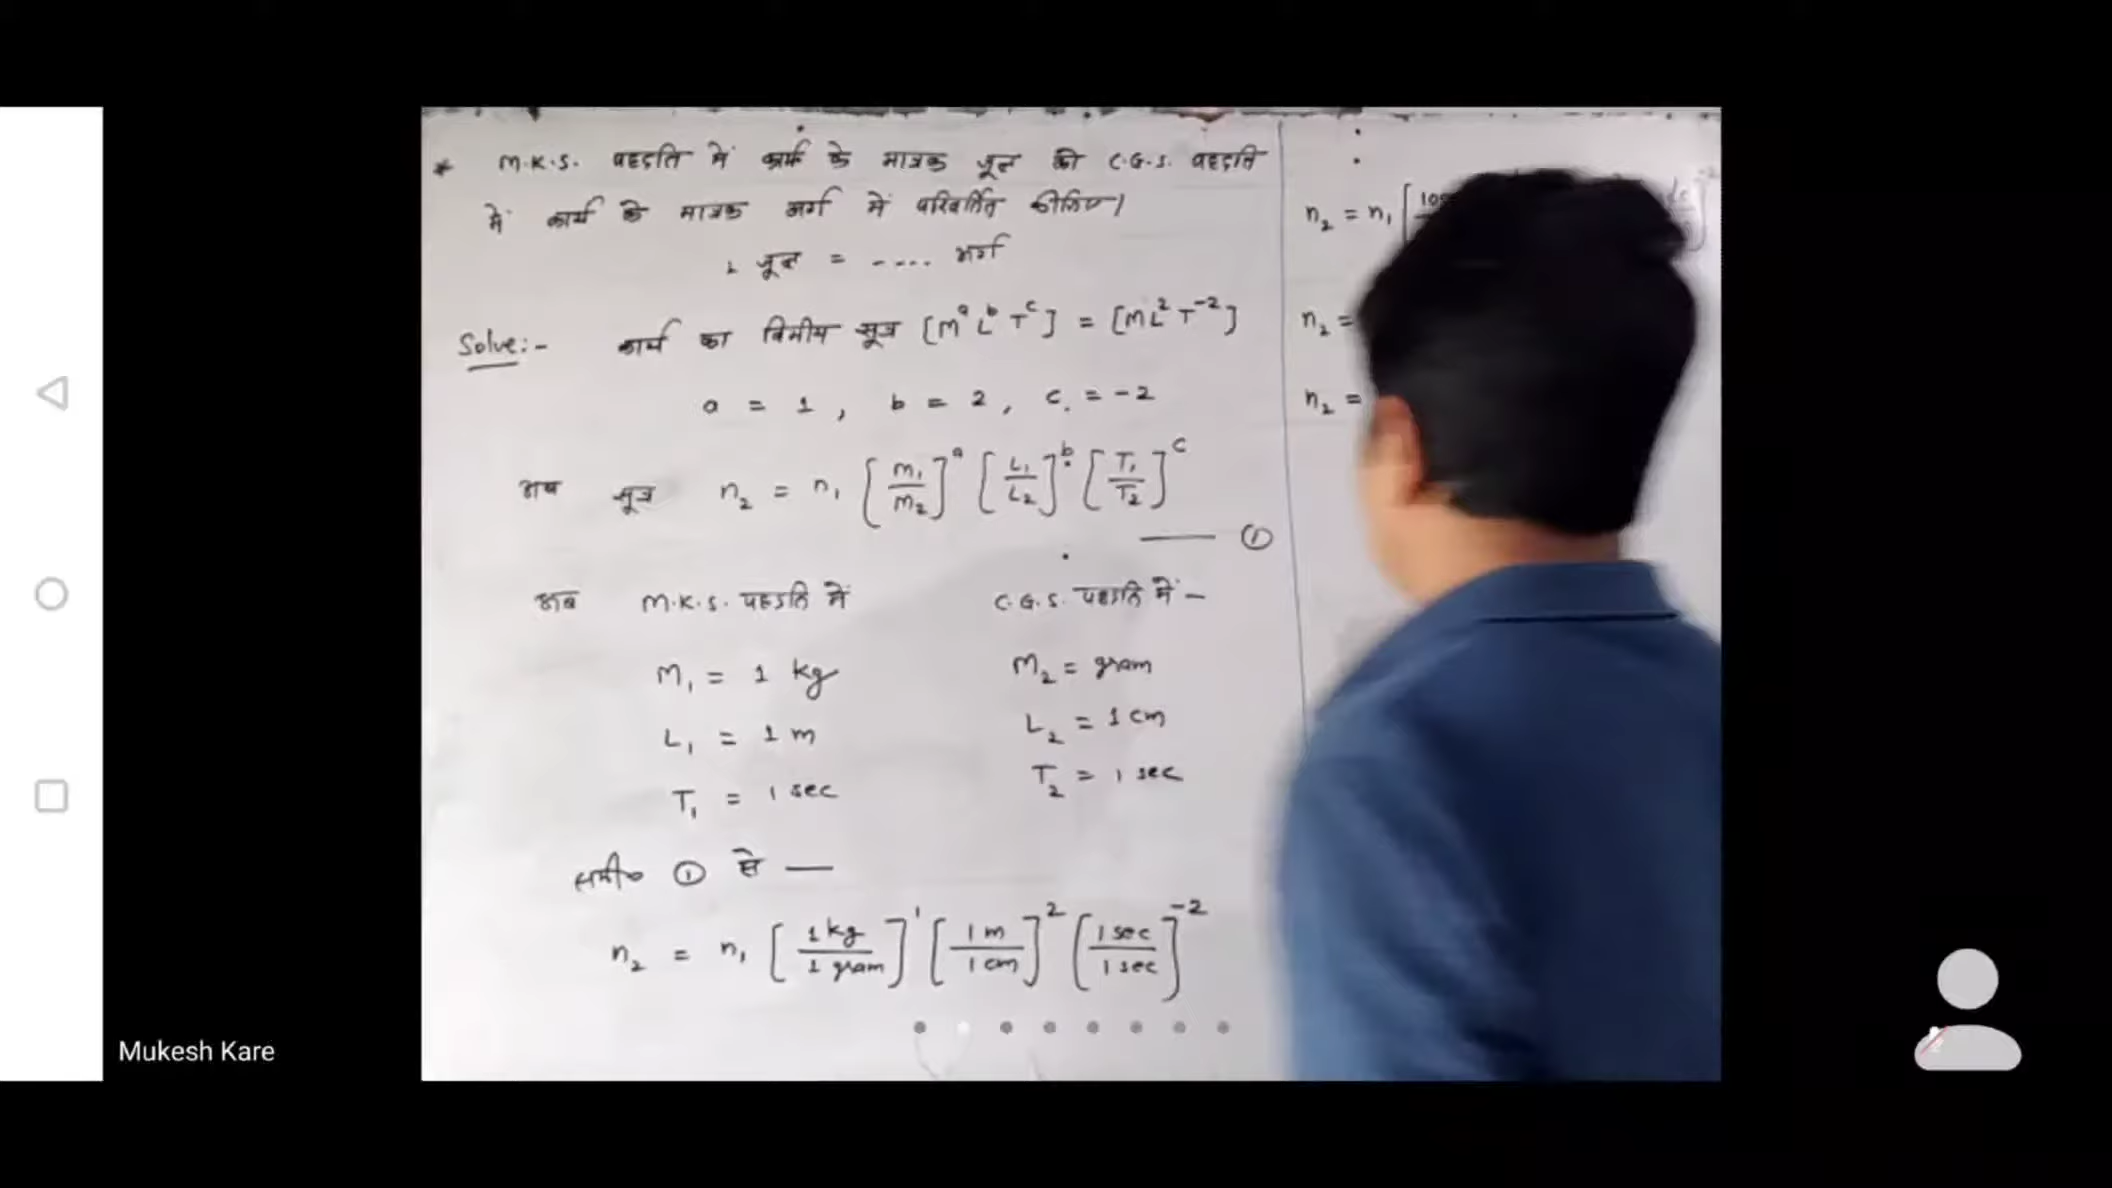 * M.K.S. पद्धति में कार्य के मात्रक जूल को C.G.S. पद्धति
में कार्य के मात्रक अर्ग में परिवर्तित कीजिए।
1 जूल = ..... अर्ग
Solve:- कार्य का विमीय सूत्र [M^a L^b T^c] = [ML^2 T^-2]
a = 1, b = 2, c. = -2
अब सूत्र n₂ = n₁ [M₁/M₂]^a [L₁/L₂]^b [T₁/T₂]^c
—— ①
अब M.K.S. पद्धति में
M₁ = 1 kg
L₁ = 1 m
T₁ = 1 sec
C.G.S. पद्धति में –
M₂ = gram
L₂ = 1 cm
T₂ = 1 sec
समी० ① से —
n₂ = n₁ [1 kg/1 gram]^1 [1 m/1 cm]^2 [1 sec/1 sec]^-2
n₂ = n₁ [
n₂ =
n₂ =
Mukesh Kare